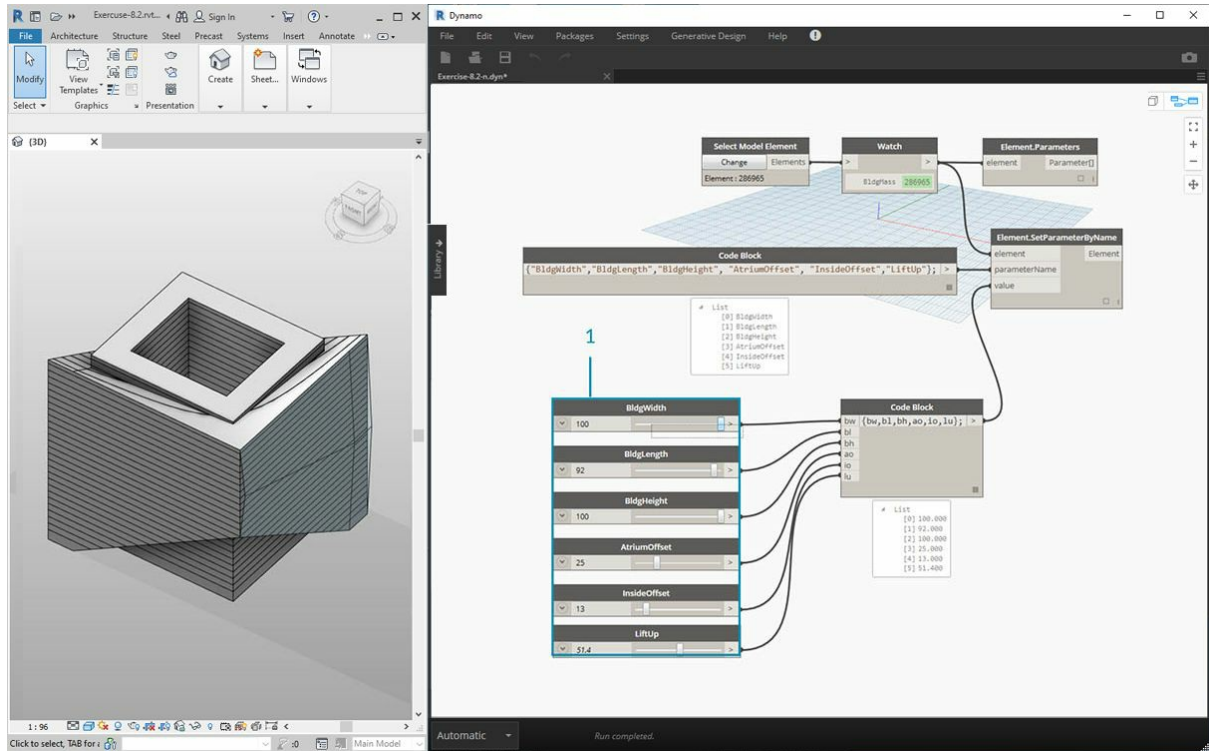 R Exercuse-8.2.rvt... Sign In
File Architecture Structure Steel Precast Systems Insert Annotate
Modify
View
Templates
Create
Sheet...
Windows
Select Graphics Presentation
(3D)
TOP
FRONT
1 : 96
Click to select, TAB for a :0 Main Model
R Dynamo
File Edit View Packages Settings Generative Design Help
Exercise-8.2-n.dyn*
Library
Select Model Element
Change Elements
Element : 286965
Watch
> >
BldgMass 286965
Element.Parameters
element Parameter[]
Element.SetParameterByName
element Element
parameterName
value
Code Block
{"BldgWidth","BldgLength","BldgHeight", "AtriumOffset", "InsideOffset","LiftUp"}; >
List
[0] BldgWidth
[1] BldgLength
[2] BldgHeight
[3] AtriumOffset
[4] InsideOffset
[5] LiftUp
1
BldgWidth
100 >
BldgLength
92 >
BldgHeight
100 >
AtriumOffset
25 >
InsideOffset
13 >
LiftUp
51.4 >
Code Block
bw {bw,bl,bh,ao,io,lu}; >
bl
bh
ao
io
lu
List
[0] 100.000
[1] 92.000
[2] 100.000
[3] 25.000
[4] 13.000
[5] 51.400
Automatic Run completed.